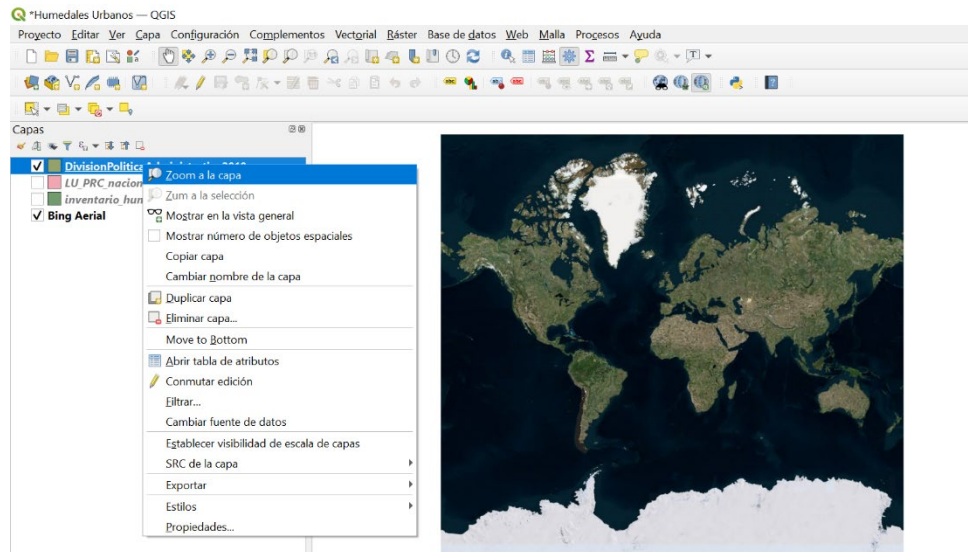 *Humedales Urbanos — QGIS
Proyecto Editar Ver Capa Configuración Complementos Vectorial Ráster Base de datos Web Malla Procesos Ayuda
Capas
DivisionPolitica
LU_PRC_nacion
inventario_hum
Bing Aerial
Zoom a la capa
Zum a la selección
Mostrar en la vista general
Mostrar número de objetos espaciales
Copiar capa
Cambiar nombre de la capa
Duplicar capa
Eliminar capa...
Move to Bottom
Abrir tabla de atributos
Conmutar edición
Filtrar...
Cambiar fuente de datos
Establecer visibilidad de escala de capas
SRC de la capa
Exportar
Estilos
Propiedades...